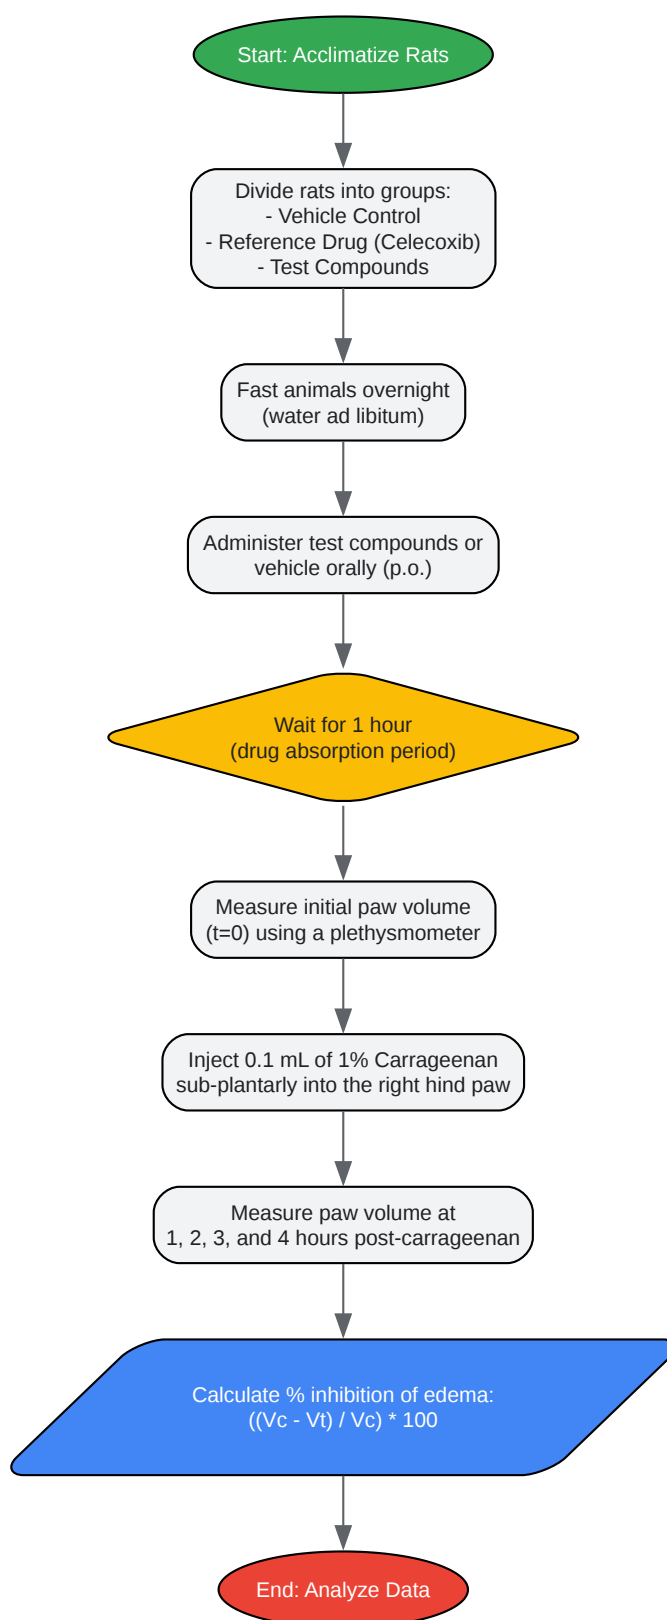 Start: Acclimatize Rats
Divide rats into groups:
- Vehicle Control
- Reference Drug (Celecoxib)
- Test Compounds
Fast animals overnight
(water ad libitum)
Administer test compounds or
vehicle orally (p.o.)
Wait for 1 hour
(drug absorption period)
Measure initial paw volume
(t=0) using a plethysmometer
Inject 0.1 mL of 1% Carrageenan
sub-plantarly into the right hind paw
Measure paw volume at
1, 2, 3, and 4 hours post-carrageenan
Calculate % inhibition of edema:
((Vc - Vt) / Vc) * 100
End: Analyze Data